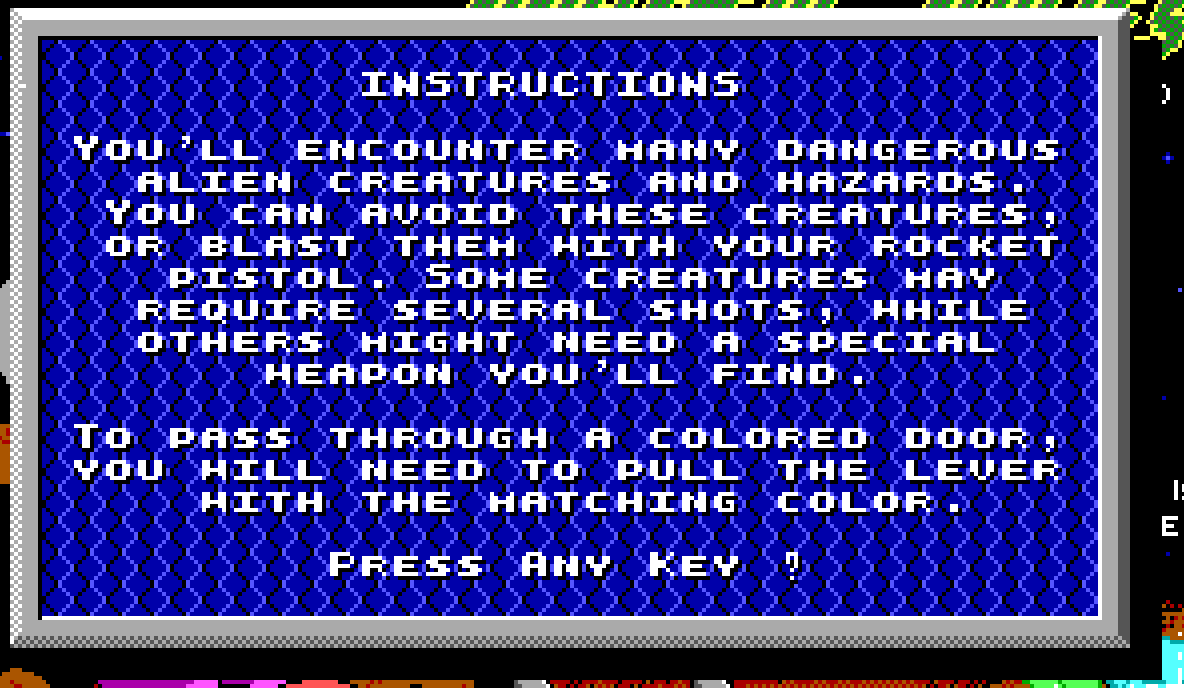 INSTRUCTIONS
YOU'LL ENCOUNTER MANY DANGEROUS
ALIEN CREATURES AND HAZARDS.
YOU CAN AVOID THESE CREATURES,
OR BLAST THEM WITH YOUR ROCKET
PISTOL. SOME CREATURES MAY
REQUIRE SEVERAL SHOTS, WHILE
OTHERS MIGHT NEED A SPECIAL
WEAPON YOU'LL FIND.
TO PASS THROUGH A COLORED DOOR,
YOU WILL NEED TO PULL THE LEVER
WITH THE MATCHING COLOR.
PRESS ANY KEY